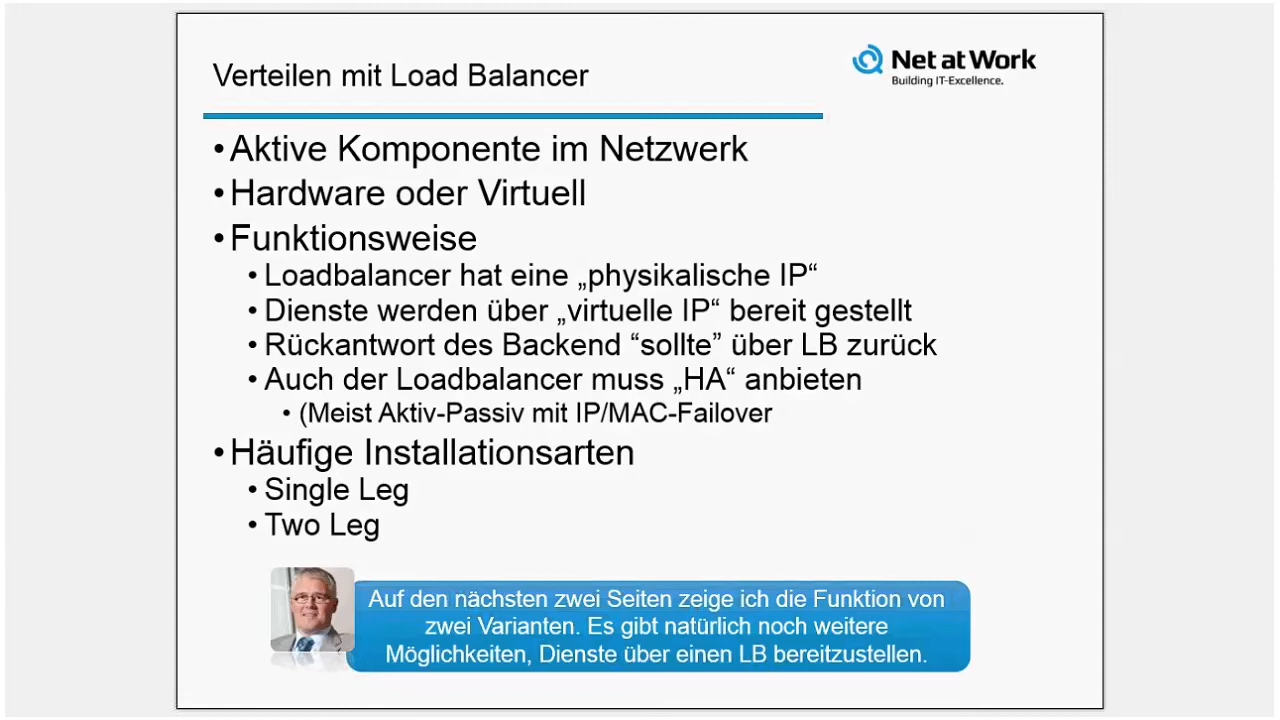 Verteilen mit Load Balancer
Net at Work
Building IT-Excellence.
•Aktive Komponente im Netzwerk
•Hardware oder Virtuell
•Funktionsweise
•Loadbalancer hat eine „physikalische IP“
•Dienste werden über „virtuelle IP“ bereit gestellt
•Rückantwort des Backend “sollte” über LB zurück
•Auch der Loadbalancer muss „HA“ anbieten
•(Meist Aktiv-Passiv mit IP/MAC-Failover
•Häufige Installationsarten
•Single Leg
•Two Leg
Auf den nächsten zwei Seiten zeige ich die Funktion von
zwei Varianten. Es gibt natürlich noch weitere
Möglichkeiten, Dienste über einen LB bereitzustellen.